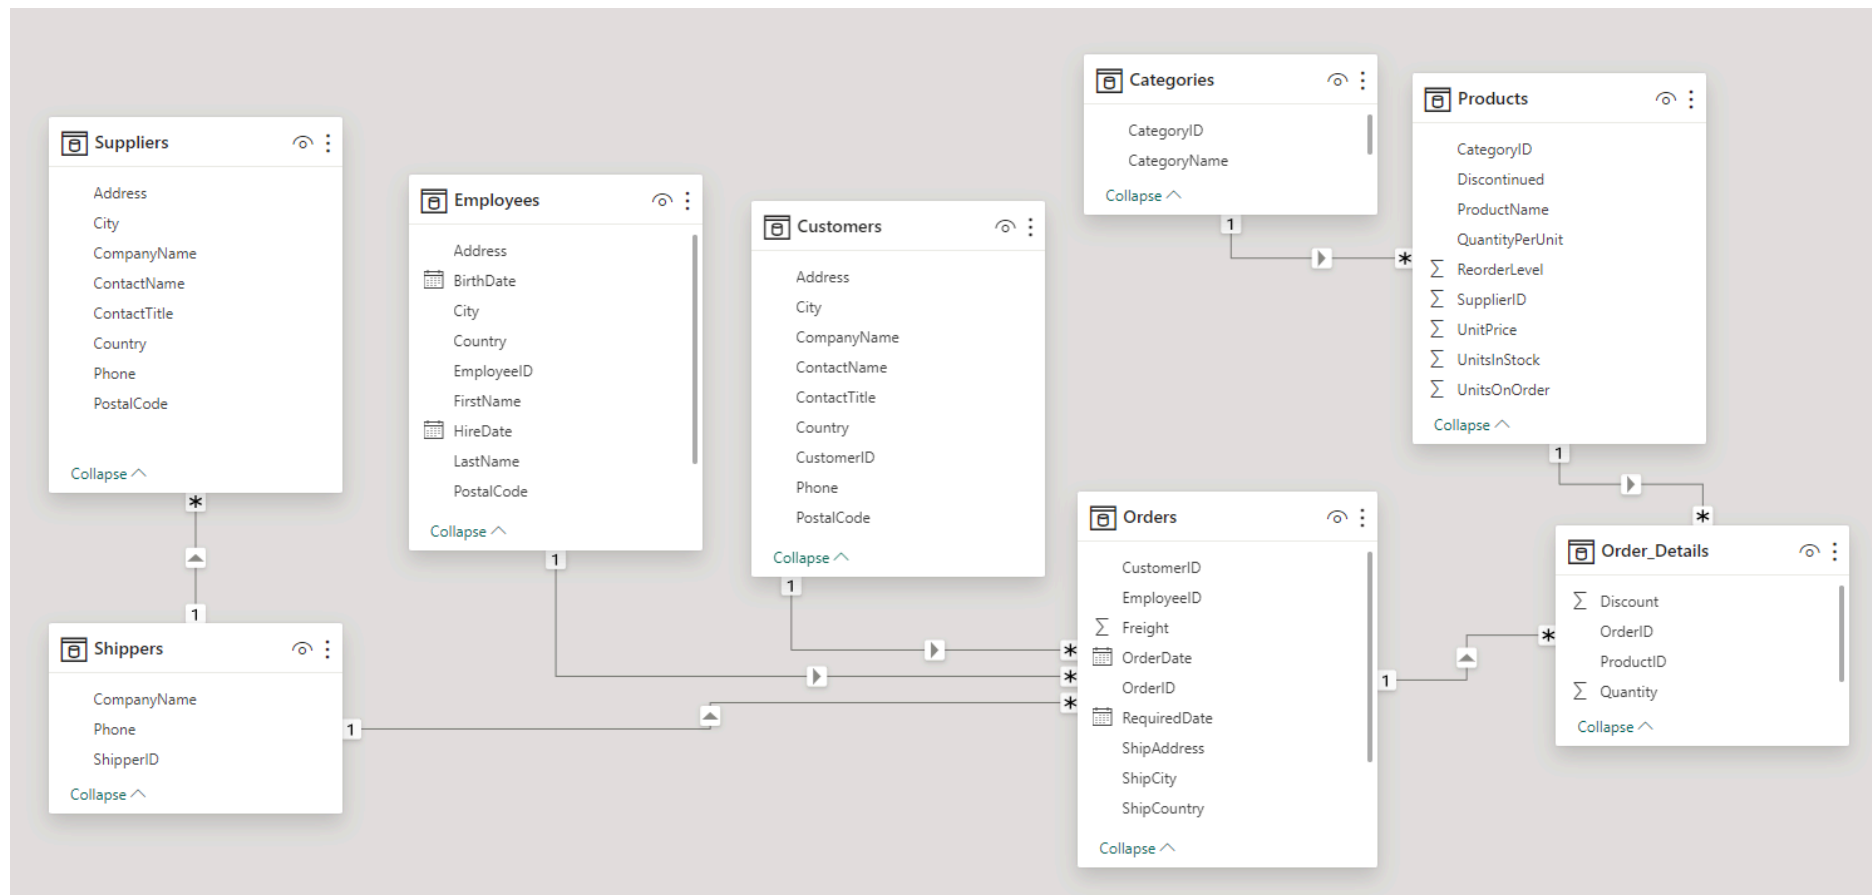 Suppliers
Address
City
CompanyName
ContactName
ContactTitle
Country
Phone
PostalCode
Collapse
*
1
Shippers
CompanyName
Phone
ShipperID
Collapse
1
Employees
Address
BirthDate
City
Country
EmployeeID
FirstName
HireDate
LastName
PostalCode
Collapse
1
Customers
Address
City
CompanyName
ContactName
ContactTitle
Country
CustomerID
Phone
PostalCode
Collapse
1
Categories
CategoryID
CategoryName
Collapse
1
*
Products
CategoryID
Discontinued
ProductName
QuantityPerUnit
∑ ReorderLevel
∑ SupplierID
∑ UnitPrice
∑ UnitsInStock
∑ UnitsOnOrder
Collapse
1
*
Orders
CustomerID
EmployeeID
∑ Freight
OrderDate
OrderID
RequiredDate
ShipAddress
ShipCity
ShipCountry
Collapse
*
*
*
1
*
Order_Details
∑ Discount
OrderID
ProductID
∑ Quantity
Collapse